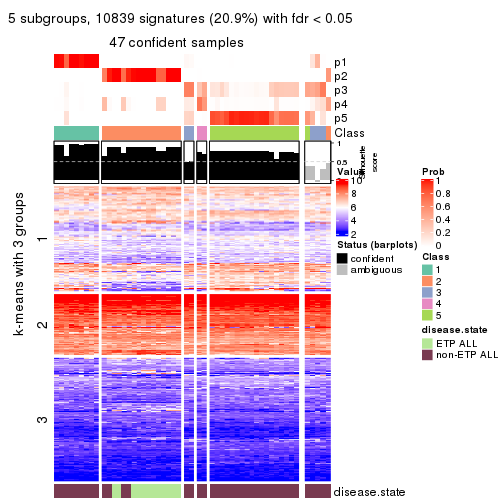 5 subgroups, 10839 signatures (20.9%) with fdr < 0.05
47 confident samples
p1
p2
p3
p4
p5
Class
1
0.5
silhouette
score
k-means with 3 groups
1
2
3
Value
10
8
6
4
2
Status (barplots)
confident
ambiguous
Prob
1
0.8
0.6
0.4
0.2
0
Class
1
2
3
4
5
disease.state
ETP ALL
non-ETP ALL
disease.state